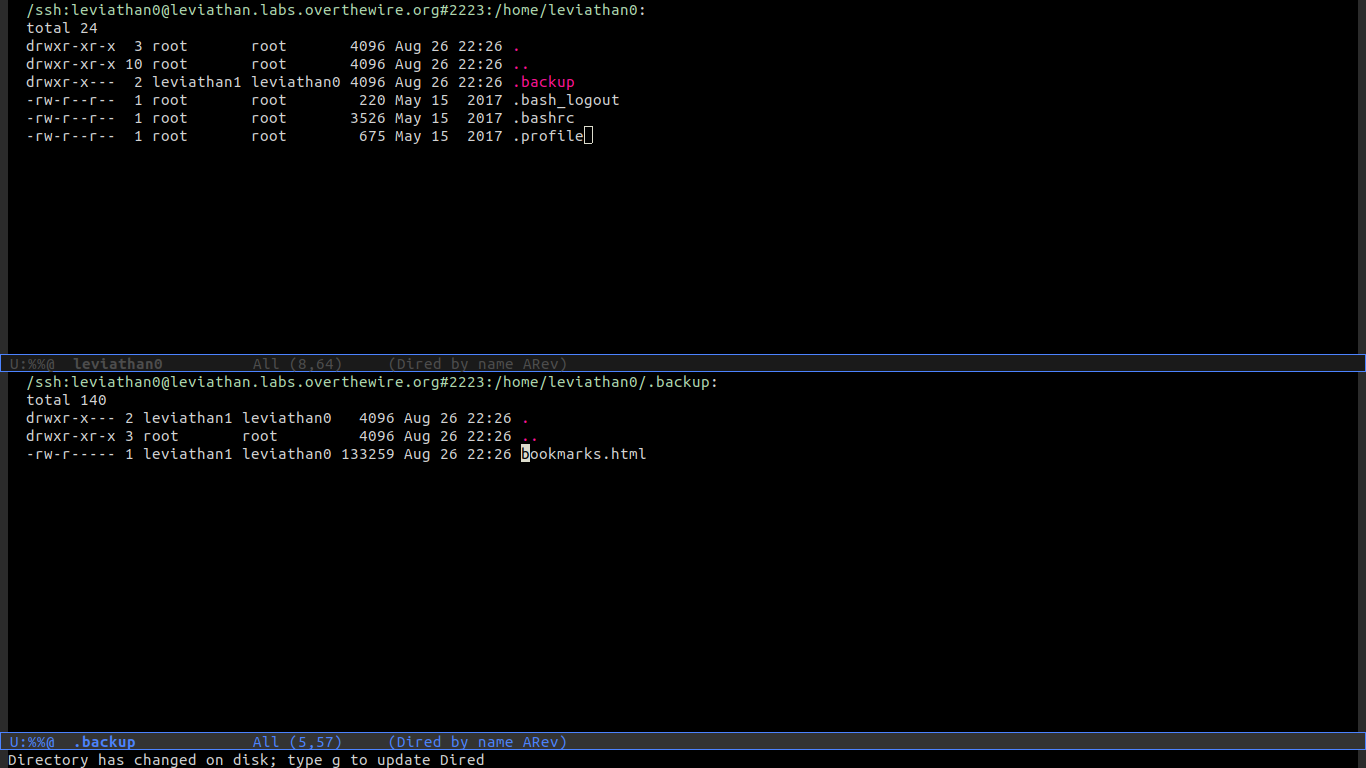 /ssh:leviathan0@leviathan.labs.overthewire.org#2223:/home/leviathan0:
total 24
drwxr-xr-x  3 root       root       4096 Aug 26 22:26 .
drwxr-xr-x 10 root       root       4096 Aug 26 22:26 ..
drwxr-x---  2 leviathan1 leviathan0 4096 Aug 26 22:26 .backup
-rw-r--r--  1 root       root        220 May 15  2017 .bash_logout
-rw-r--r--  1 root       root       3526 May 15  2017 .bashrc
-rw-r--r--  1 root       root        675 May 15  2017 .profile
U:%%@  leviathan0          All (8,64)     (Dired by name ARev)
/ssh:leviathan0@leviathan.labs.overthewire.org#2223:/home/leviathan0/.backup:
total 140
drwxr-x--- 2 leviathan1 leviathan0   4096 Aug 26 22:26 .
drwxr-xr-x 3 root       root         4096 Aug 26 22:26 ..
-rw-r----- 1 leviathan1 leviathan0 133259 Aug 26 22:26 bookmarks.html
U:%%@  .backup             All (5,57)     (Dired by name ARev)
Directory has changed on disk; type g to update Dired